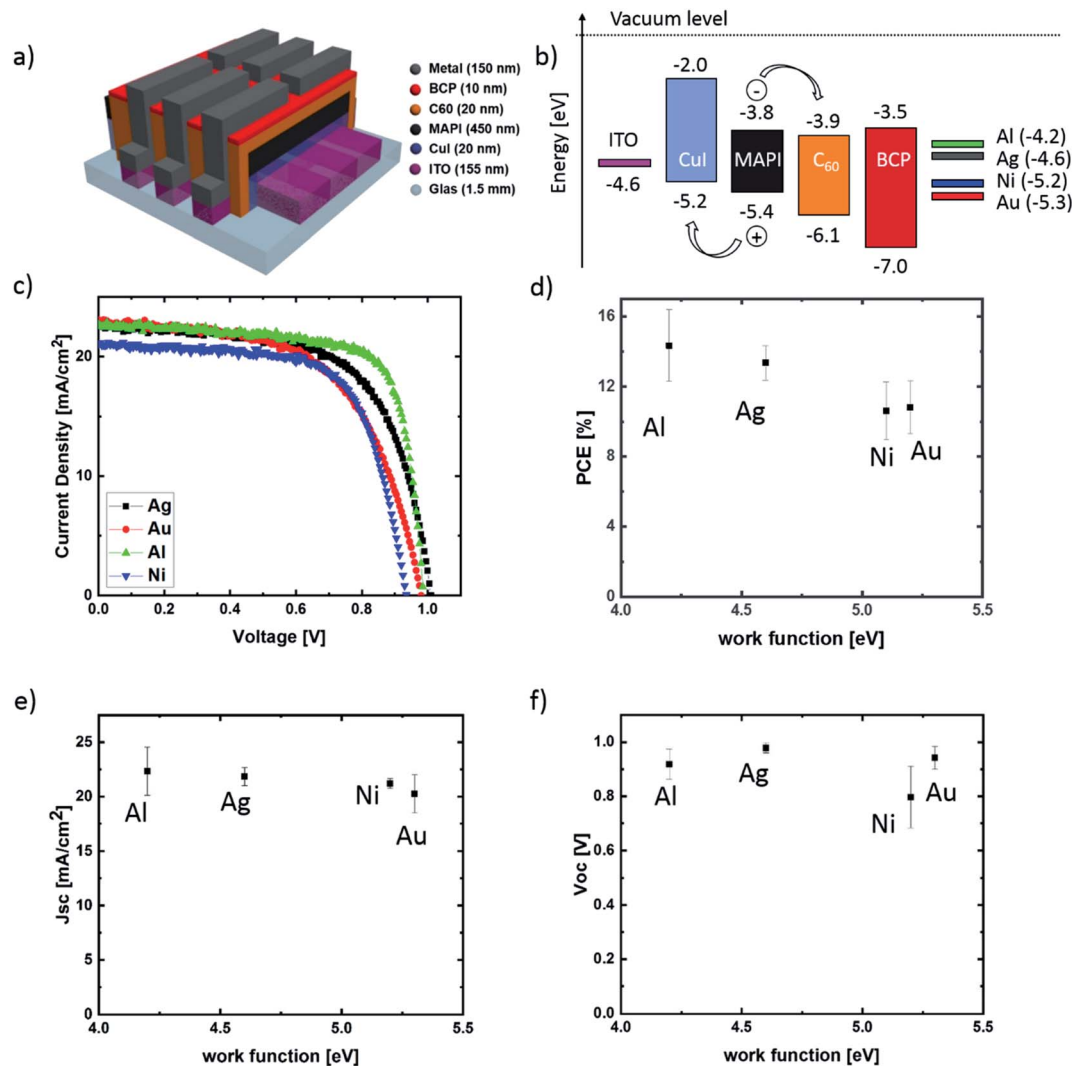 a)
Metal (150 nm)
BCP (10 nm)
C60 (20 nm)
MAPI (450 nm)
CuI (20 nm)
ITO (155 nm)
Glas (1.5 mm)
b)
Vacuum level
Energy [eV]
-2.0
-
-3.8
-3.9
-3.5
ITO
-4.6
CuI
MAPI
C60
BCP
Al (-4.2)
Ag (-4.6)
Ni (-5.2)
Au (-5.3)
-5.2
-5.4
+
-6.1
-7.0
c)
Current Density [mA/cm²]
20
10
0
Ag
Au
Al
Ni
0.0 0.2 0.4 0.6 0.8 1.0
Voltage [V]
d)
PCE [%]
16
12
8
4
0
Al
Ag
Ni
Au
4.0 4.5 5.0 5.5
work function [eV]
e)
Jsc [mA/cm²]
25
20
15
10
5
0
Al
Ag
Ni
Au
4.0 4.5 5.0 5.5
work function [eV]
f)
Voc [V]
1.0
0.8
0.6
0.4
0.2
0.0
Al
Ag
Ni
Au
4.0 4.5 5.0 5.5
work function [eV]